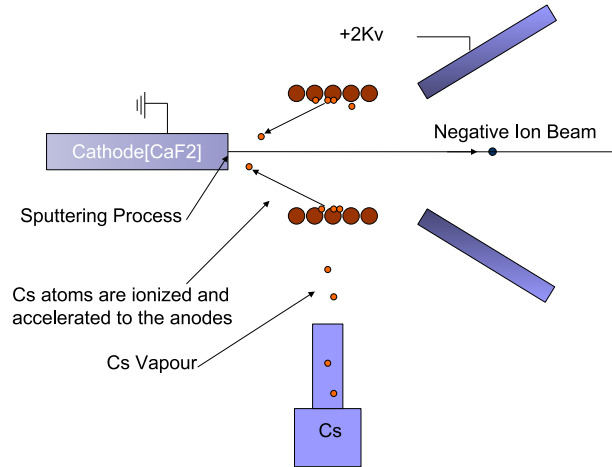 +2Kv
Cathode[CaF2]
Negative Ion Beam
Sputtering Process
Cs atoms are ionized and
accelerated to the anodes
Cs Vapour
Cs